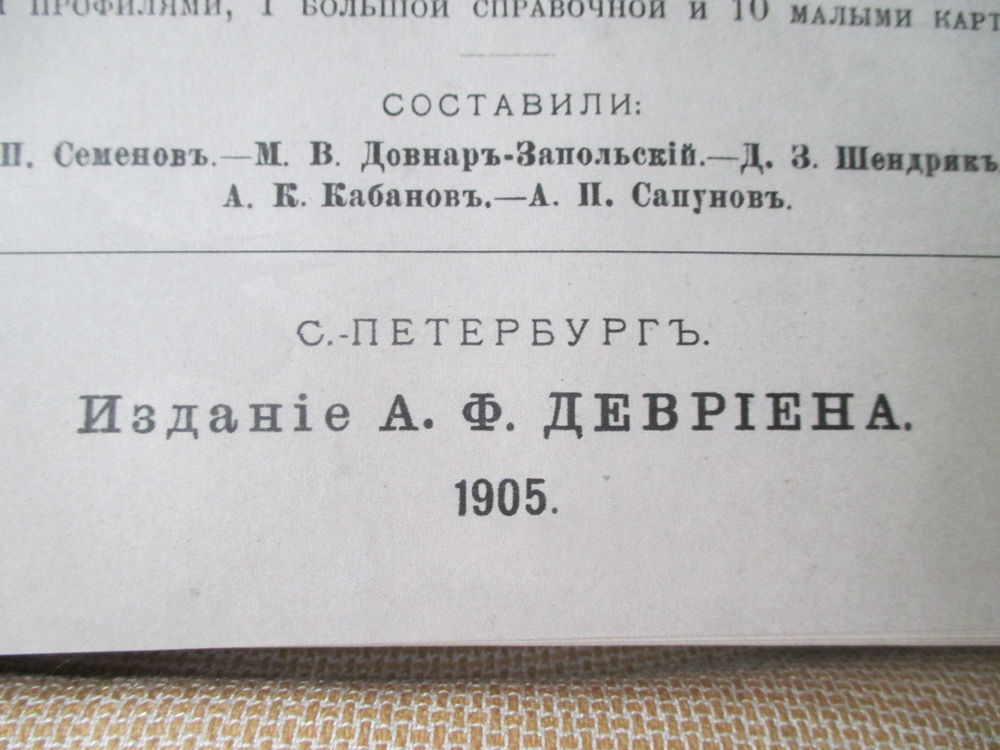 ПРОФИЛЯМИ, 1 БОЛЬШОЙ СПРАВОЧНОЙ И 10 МАЛЫМИ КАРТ
СОСТАВИЛИ:
П. Семеновъ.—М. В. Довнаръ-Запольскій.—Д. З. Шендрикъ.
А. К. Кабановъ.—А. П. Сапуновъ.
С.-ПЕТЕРБУРГЪ.
Изданіе А. Ф. ДЕВРІЕНА.
1905.